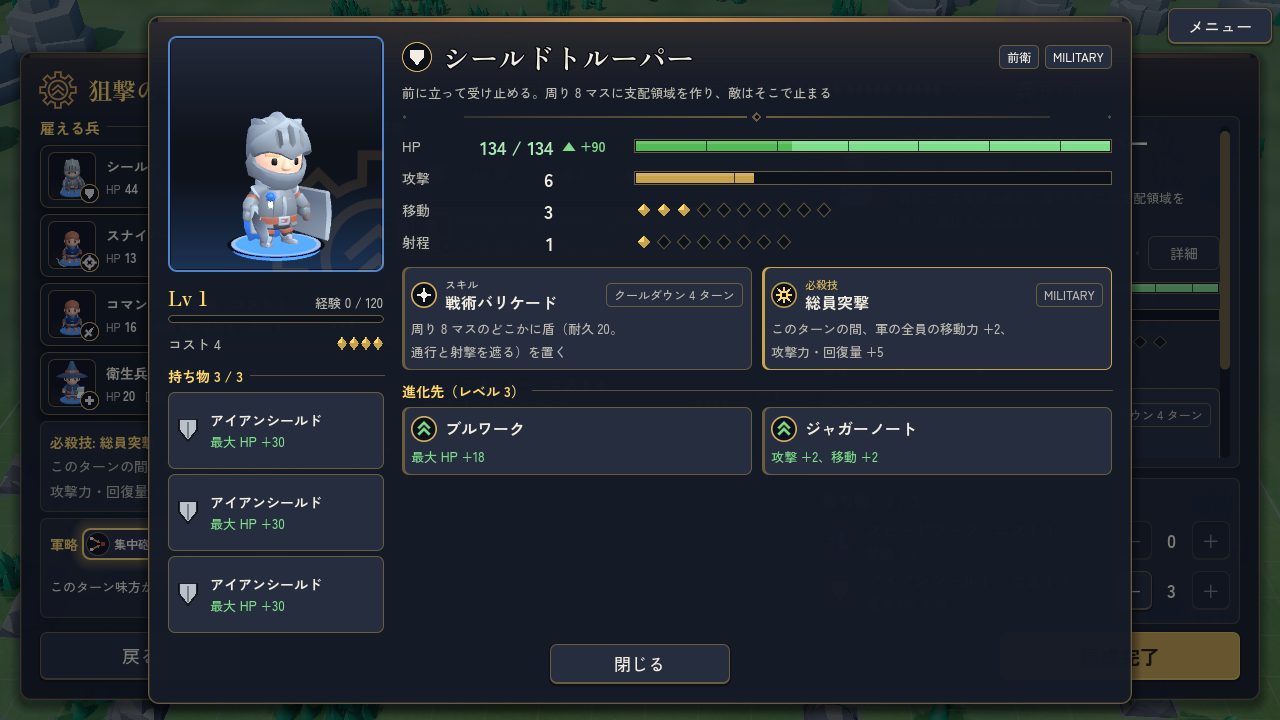 メニュー
狙撃の
雇える兵
シール
HP 44
スナイ
HP 13
コマン
HP 16
衛生兵
HP 20
必殺技: 総員突撃
このターンの間
攻撃力・回復量
軍略
集中砲
このターン味方が
戻る
シールドトルーパー
前衛
MILITARY
前に立って受け止める。周り 8 マスに支配領域を作り、敵はそこで止まる
HP 134 / 134 ▲ +90
攻撃 6
移動 3
射程 1
Lv 1
経験 0 / 120
コスト 4
持ち物 3 / 3
アイアンシールド
最大 HP +30
アイアンシールド
最大 HP +30
アイアンシールド
最大 HP +30
スキル
戦術バリケード
クールダウン 4 ターン
周り 8 マスのどこかに盾（耐久 20。
通行と射撃を遮る）を置く
必殺技
総員突撃
MILITARY
このターンの間、軍の全員の移動力 +2、
攻撃力・回復量 +5
進化先（レベル 3）
ブルワーク
最大 HP +18
ジャガーノート
攻撃 +2、移動 +2
閉じる
配領域を
詳細
ウン 4 ターン
0
3
完了